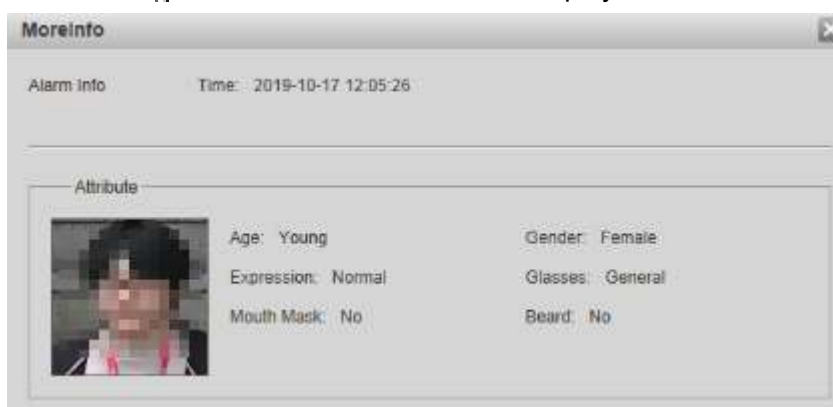 MoreInfo
Alarm Info Time: 2019-10-17 12:05:26
Attribute
Age: Young Gender: Female
Expression: Normal Glasses: General
Mouth Mask: No Beard: No